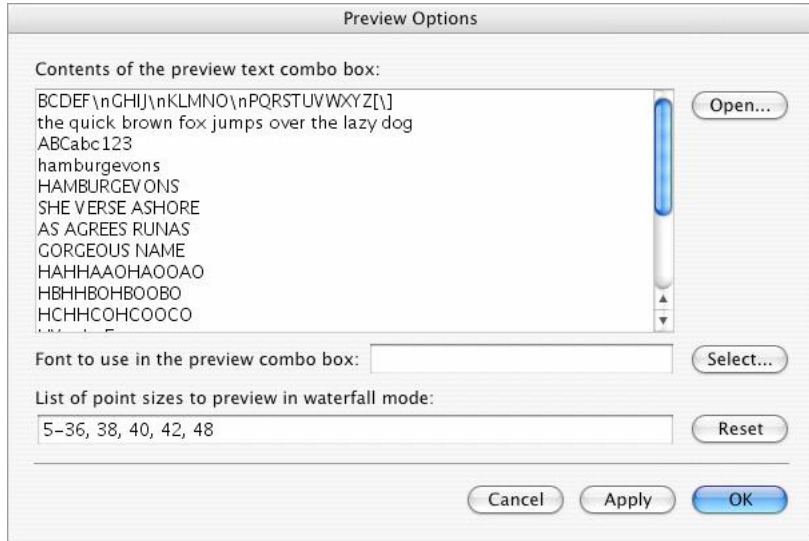 Preview Options
Contents of the preview text combo box:
BCDEF\nGHIJ\nKLMNO\nPQRSTUVWXYZ[\]
the quick brown fox jumps over the lazy dog
ABCabc123
hamburgevons
HAMBURGEVONS
SHE VERSE ASHORE
AS AGREES RUNAS
GORGEOUS NAME
HAHHAAOHAOOAO
HBHHBOHBOOBO
HCHHCOHCOOCO
Open...
Font to use in the preview combo box:
Select...
List of point sizes to preview in waterfall mode:
5–36, 38, 40, 42, 48
Reset
Cancel
Apply
OK